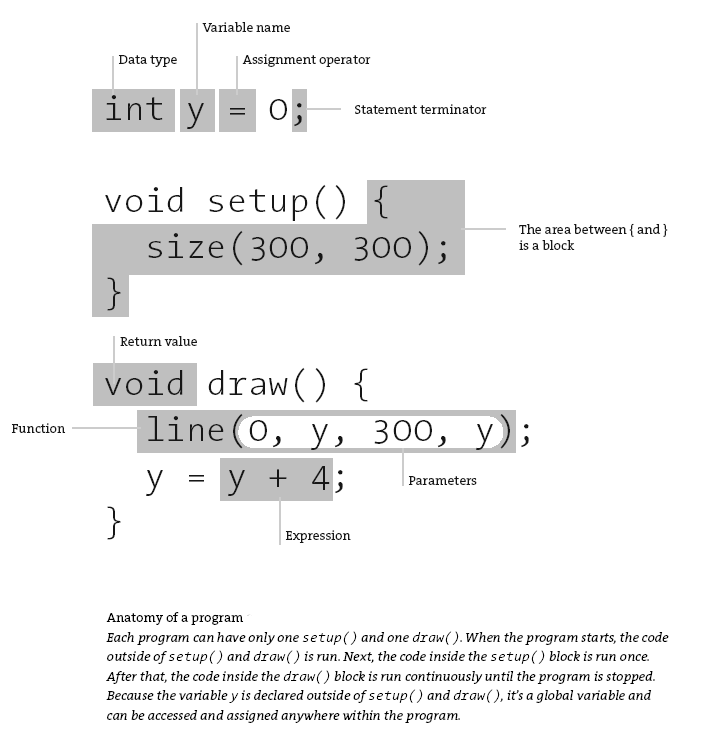 Variable name
Data type
Assignment operator
int y = 0;
Statement terminator
void setup() {
The area between { and }
is a block
size(300, 300);
}
Return value
void draw() {
Function
line(0, y, 300, y);
y = y + 4;
Parameters
}
Expression
Anatomy of a program
Each program can have only one setup() and one draw(). When the program starts, the code
outside of setup() and draw() is run. Next, the code inside the setup() block is run once.
After that, the code inside the draw() block is run continuously until the program is stopped.
Because the variable y is declared outside of setup() and draw(), it's a global variable and
can be accessed and assigned anywhere within the program.